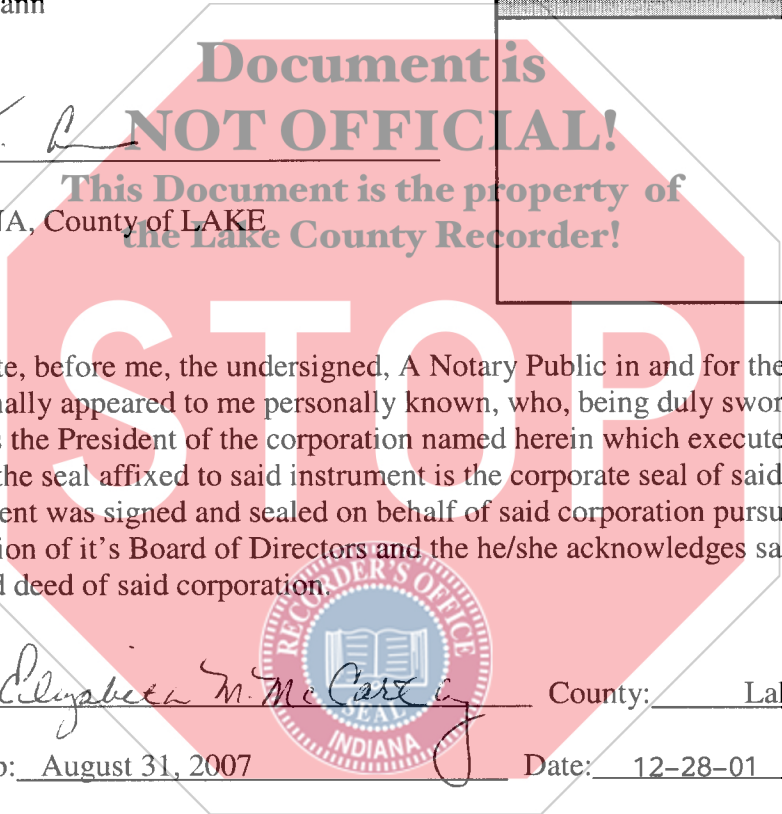 ann
Document is
NOT OFFICIAL!
This Document is the property of
NA, County of LAKE
the Lake County Recorder!
STOP
te, before me, the undersigned, A Notary Public in and for the
nally appeared to me personally known, who, being duly swor
s the President of the corporation named herein which execute
the seal affixed to said instrument is the corporate seal of said
ent was signed and sealed on behalf of said corporation pursu
ion of it's Board of Directors and the he/she acknowledges sa
d deed of said corporation.
RECORDER'S OFFICE
SEAL
INDIANA
Elizabeth M. McCarthy County: Lal
p: August 31, 2007 Date: 12-28-01